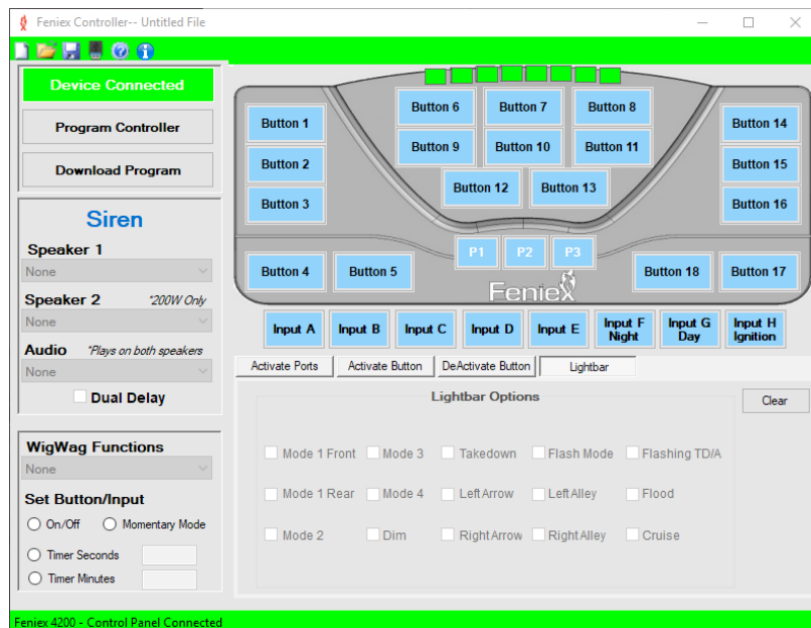 Feniex Controller-- Untitled File
Device Connected
Program Controller
Download Program
Siren
Speaker 1
None
Speaker 2 *200W Only
None
Audio *Plays on both speakers
None
Dual Delay
WigWag Functions
None
Set Button/Input
On/Off Momentary Mode
Timer Seconds
Timer Minutes
Button 6 Button 7 Button 8
Button 1 Button 14
Button 9 Button 10 Button 11
Button 2 Button 15
Button 12 Button 13
Button 3 Button 16
P1 P2 P3
Button 4 Button 5 Button 18 Button 17
Feniex
Input A Input B Input C Input D Input E Input F Night Input G Day Input H Ignition
Activate Ports Activate Button DeActivate Button Lightbar
Lightbar Options
Clear
Mode 1 Front Mode 3 Takedown Flash Mode Flashing TD/A
Mode 1 Rear Mode 4 Left Arrow Left Alley Flood
Mode 2 Dim Right Arrow Right Alley Cruise
Feniex 4200 - Control Panel Connected